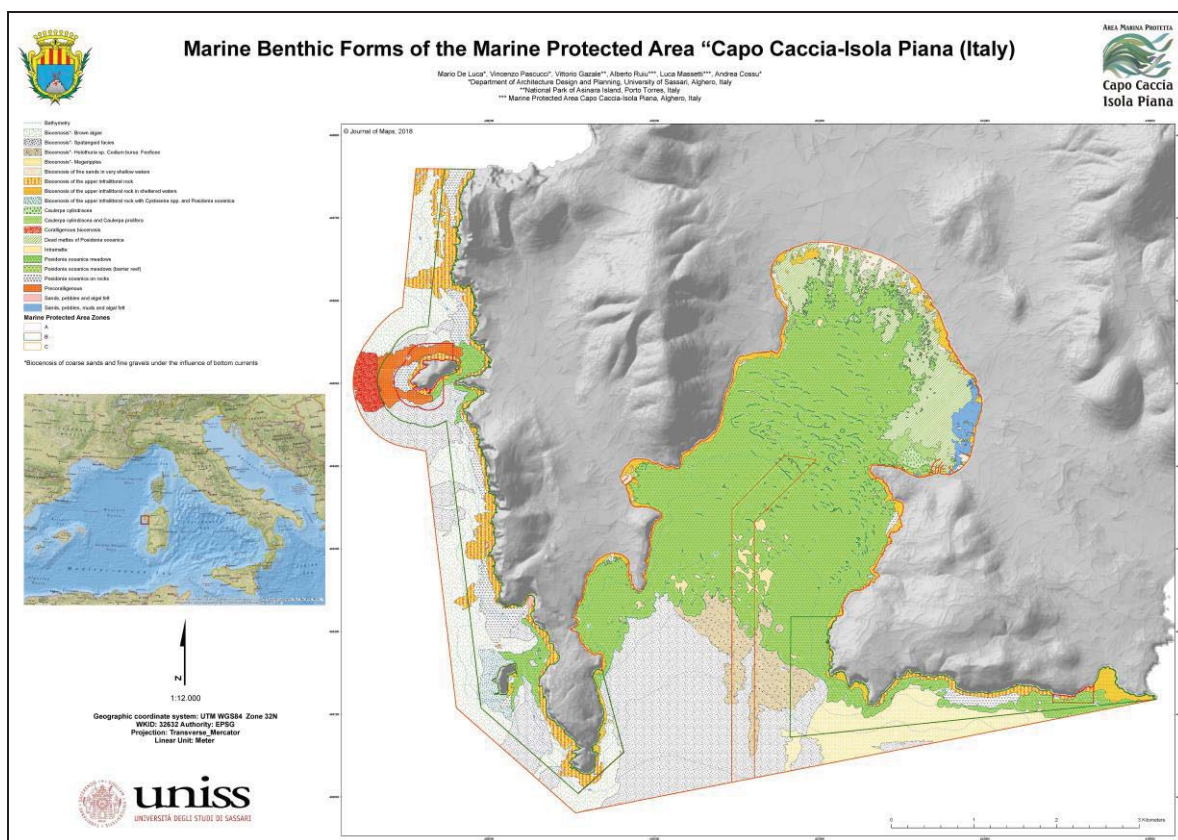 Marine Benthic Forms of the Marine Protected Area “Capo Caccia-Isola Piana (Italy)
Mario De Luca*, Vincenzo Pascucci*, Vittorio Gazale**, Alberto Ruiu***, Luca Massetti***, Andrea Cossu*
*Department of Architecture Design and Planning, University of Sassari, Alghero, Italy
**National Park of Asinara Island, Porto Torres, Italy
*** Marine Protected Area Capo Caccia-Isola Piana, Alghero, Italy
AREA MARINA PROTETTA
Capo Caccia
Isola Piana
© Journal of Maps, 2018
Bathymetry
Biocenosis*- Brown algae
Biocenosis*- Spatangoid facies
Biocenosis*- Holothuria sp. Codium bursa
Biocenosis*- Megaripples
Biocenosis of fine sands in very shallow waters
Biocenosis of the upper infralittoral rock
Biocenosis of the upper infralittoral rock in sheltered waters
Biocenosis of the upper infralittoral rock with Cystoseira spp. and Posidonia oceanica
Caulerpa cylindracea
Caulerpa cylindracea and Caulerpa prolifera
Coralligenous biocenosis
Dead mattes of Posidonia oceanica
Intramatte
Posidonia oceanica meadows
Posidonia oceanica meadows (barrier reef)
Posidonia oceanica on rocks
Precoralligenous
Sands, pebbles and algal felt
Sands, pebbles, muds and algal felt
Marine Protected Area Zones
A
B
C
*Biocenosis of coarse sands and fine gravels under the influence of bottom currents
N
1:12.000
Geographic coordinate system: UTM WGS84 Zone 32N
WKID: 32632 Authority: EPSG
Projection: Transverse_Mercator
Linear Unit: Meter
uniss
UNIVERSITÀ DEGLI STUDI DI SASSARI
0 1 2 3 Kilometers